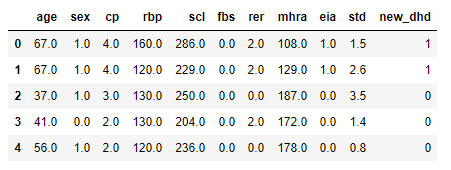 age sex cp rbp scl fbs rer mhra eia std new_dhd
0 67.0 1.0 4.0 160.0 286.0 0.0 2.0 108.0 1.0 1.5 1
1 67.0 1.0 4.0 120.0 229.0 0.0 2.0 129.0 1.0 2.6 1
2 37.0 1.0 3.0 130.0 250.0 0.0 0.0 187.0 0.0 3.5 0
3 41.0 0.0 2.0 130.0 204.0 0.0 2.0 172.0 0.0 1.4 0
4 56.0 1.0 2.0 120.0 236.0 0.0 0.0 178.0 0.0 0.8 0